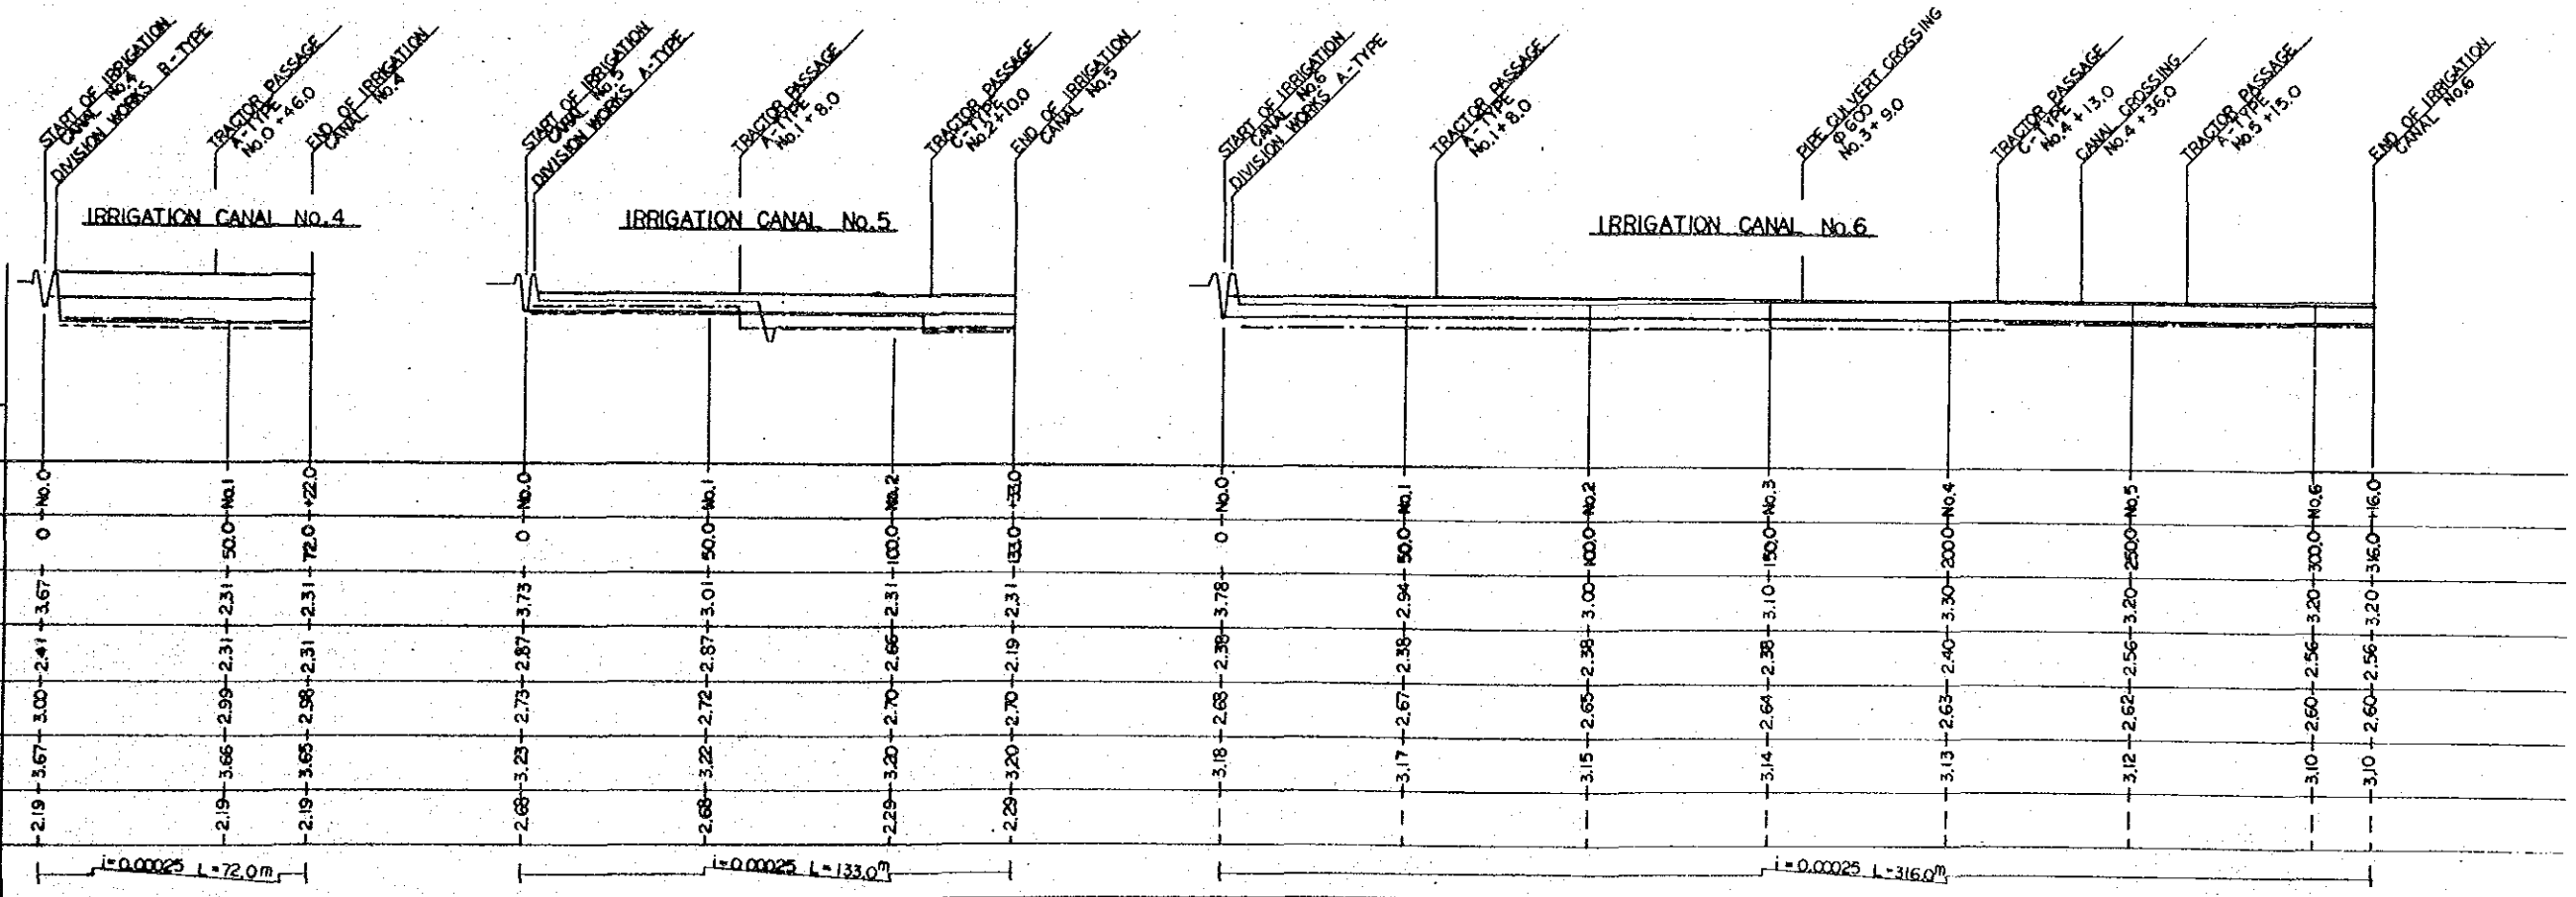 START OF IRRIGATION
CANAL No.4
DIVISION WORKS B-TYPE
TRACTOR PASSAGE
A-TYPE
No.0 +46.0
END OF IRRIGATION
CANAL No.4
START OF IRRIGATION
CANAL No.5
DIVISION WORKS A-TYPE
TRACTOR PASSAGE
A-TYPE
No.1 + 8.0
TRACTOR PASSAGE
C-TYPE
No.2+10.0
END OF IRRIGATION
CANAL No.5
START OF IRRIGATION
CANAL No.6
DIVISION WORKS A-TYPE
TRACTOR PASSAGE
A-TYPE
No.1+8.0
PIPE CULVERT CROSSING
Φ600
No.3+ 9.0
TRACTOR PASSAGE
C-TYPE
No.4 +13.0
CANAL CROSSING
No.4 +36.0
TRACTOR PASSAGE
A-TYPE
No.5 +15.0
END OF IRRIGATION
CANAL No.6
IRRIGATION CANAL No.4
IRRIGATION CANAL No.5
IRRIGATION CANAL No.6
No.0 No.1 +22.0 No.0 No.1 No.2 +33.0 No.0 No.1 No.2 No.3 No.4 No.5 No.6 +16.0
0 50.0 72.0 0 50.0 100.0 133.0 0 50.0 100.0 150.0 200.0 250.0 300.0 316.0
3.67 2.31 2.31 3.73 3.01 2.31 2.31 3.78 2.94 3.00 3.10 3.30 3.20 3.20 3.20
2.41 2.31 2.31 2.87 2.87 2.66 2.19 2.38 2.38 2.38 2.38 2.40 2.56 2.56 2.56
3.00 2.99 2.98 2.73 2.72 2.70 2.70 2.68 2.67 2.65 2.64 2.63 2.62 2.60 2.60
3.67 3.66 3.65 3.23 3.22 3.20 3.20 3.18 3.17 3.15 3.14 3.13 3.12 3.10 3.10
2.19 2.19 2.19 2.68 2.68 2.29 2.29
i=0.00025 L=72.0m
i=0.00025 L=133.0m
i=0.00025 L=316.0m